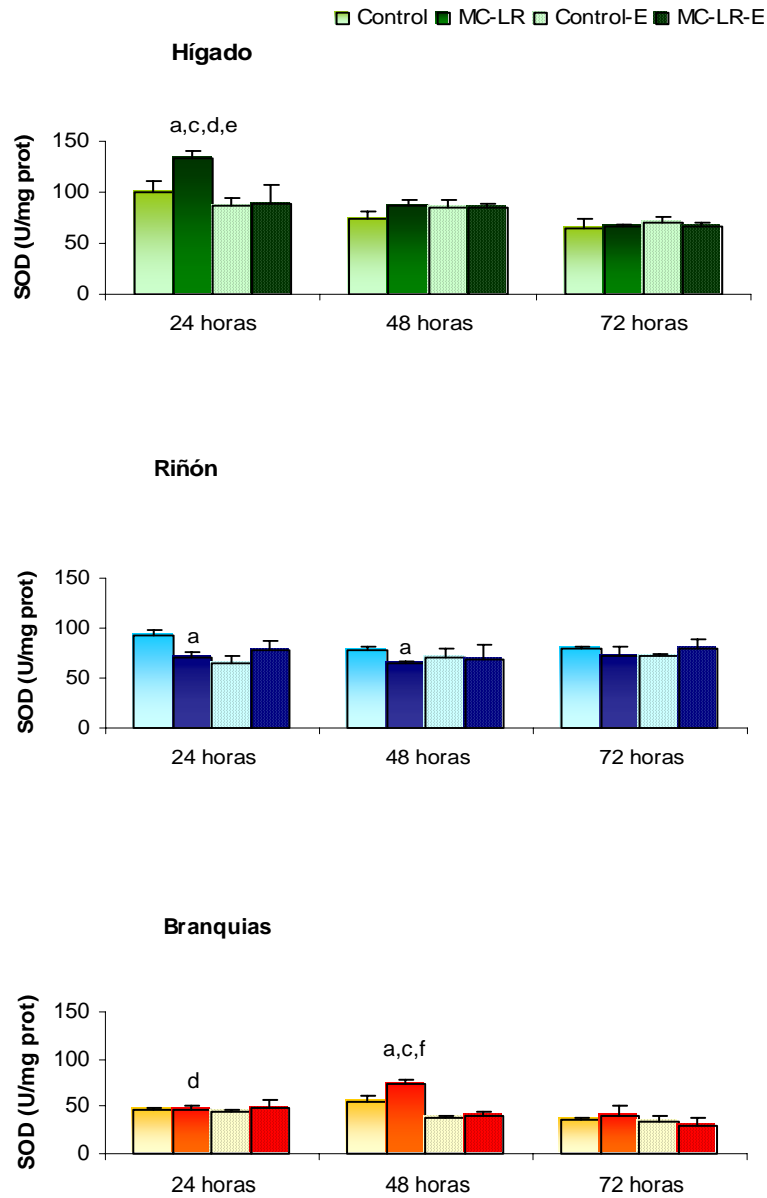 Control MC-LR Control-E MC-LR-E
Hígado
SOD (U/mg prot)
150
100
50
0
a,c,d,e
24 horas 48 horas 72 horas
Riñón
SOD (U/mg prot)
150
100
50
0
a
a
24 horas 48 horas 72 horas
Branquias
SOD (U/mg prot)
150
100
50
0
d
a,c,f
24 horas 48 horas 72 horas